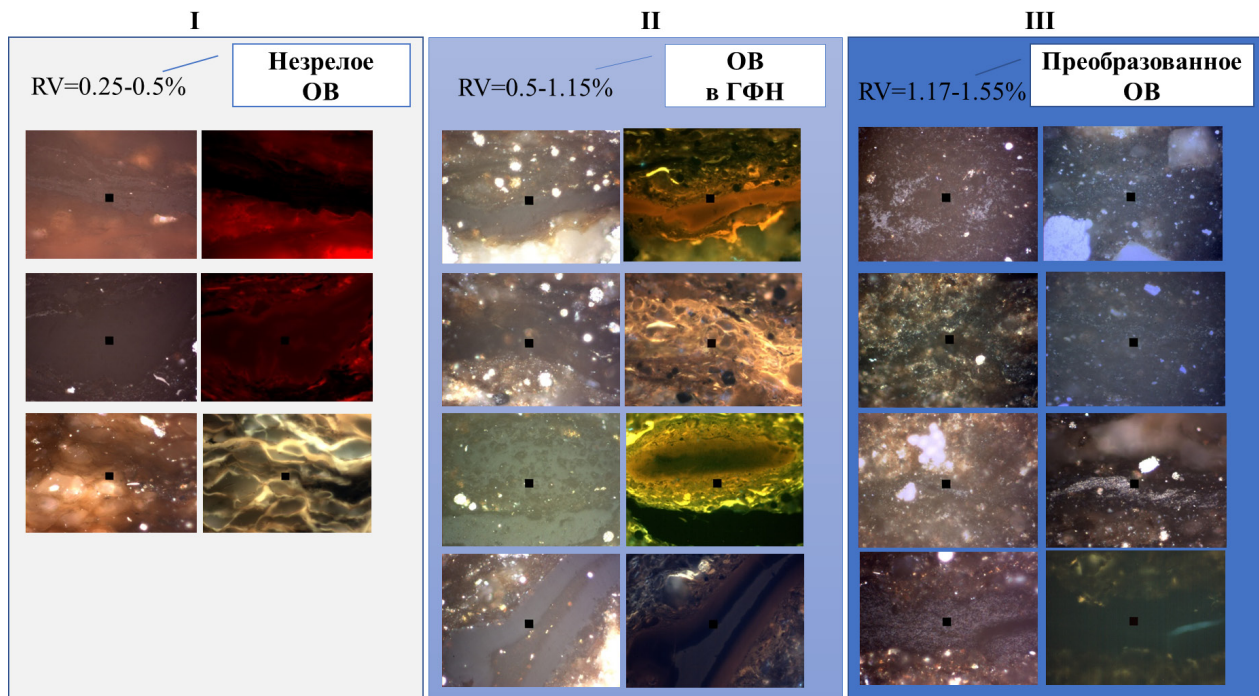 I
II
III
RV=0.25-0.5%
Незрелое
ОВ
RV=0.5-1.15%
ОВ
в ГФН
RV=1.17-1.55%
Преобразованное
ОВ